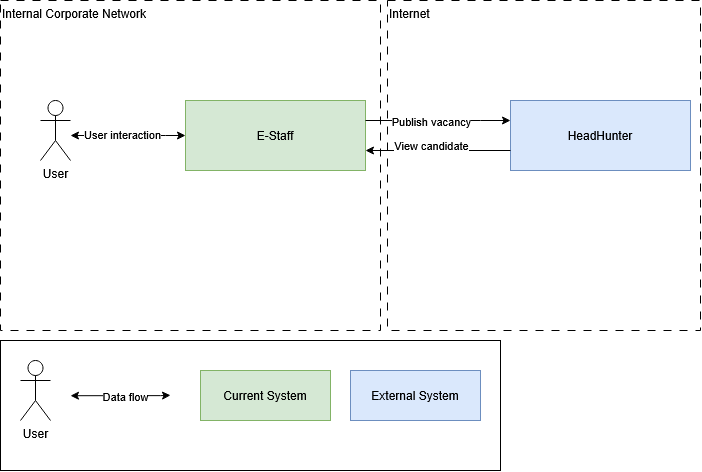 Internal Corporate Network
Internet
User interaction
E-Staff
Publish vacancy
View candidate
HeadHunter
User
Data flow
Current System
External System
User